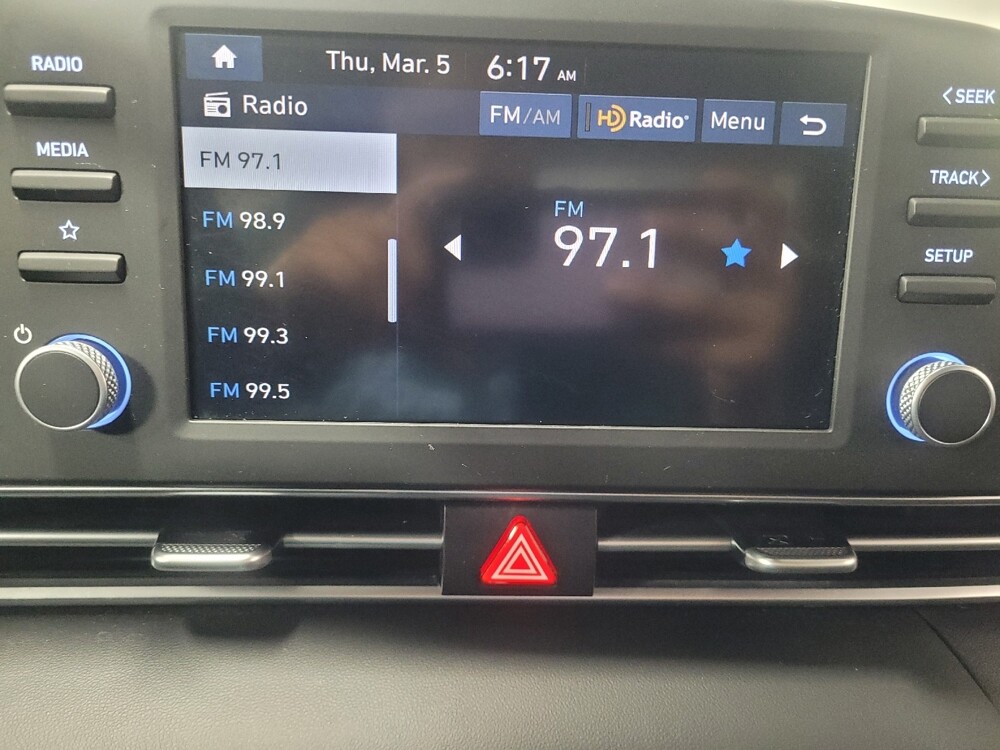 RADIO
MEDIA
Thu, Mar. 5 6:17 AM
Radio FM/AM HD Radio® Menu
FM 97.1
FM 98.9
FM 99.1
FM 99.3
FM 99.5
FM
97.1
<SEEK
TRACK>
SETUP